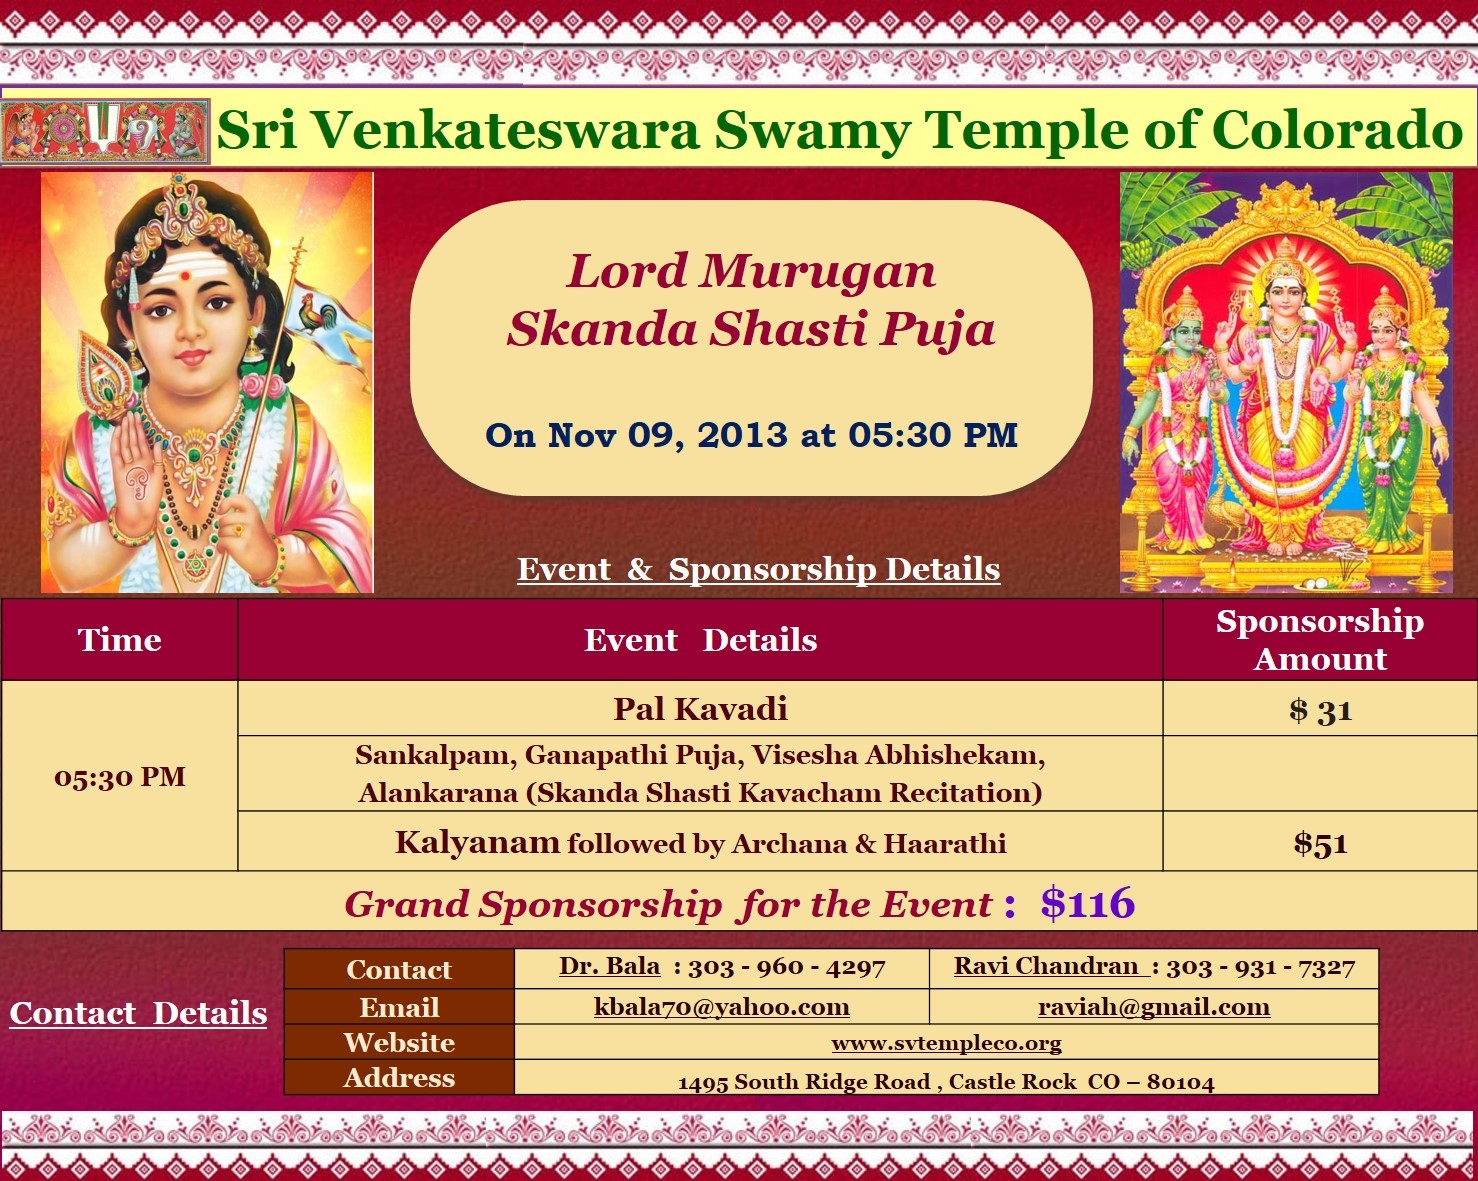 Sri Venkateswara Swamy Temple of Colorado
Lord Murugan
Skanda Shasti Puja
On Nov 09, 2013 at 05:30 PM
Event & Sponsorship Details
Time Event Details Sponsorship
Amount
Pal Kavadi $ 31
05:30 PM
Sankalpam, Ganapathi Puja, Visesha Abhishekam,
Alankarana (Skanda Shasti Kavacham Recitation)
Kalyanam followed by Archana & Haarathi $51
Grand Sponsorship for the Event : $116
Contact Details
Contact Dr. Bala : 303 - 960 - 4297 Ravi Chandran : 303 - 931 - 7327
Email kbala70@yahoo.com raviah@gmail.com
Website www.svtempleco.org
Address 1495 South Ridge Road , Castle Rock CO – 80104